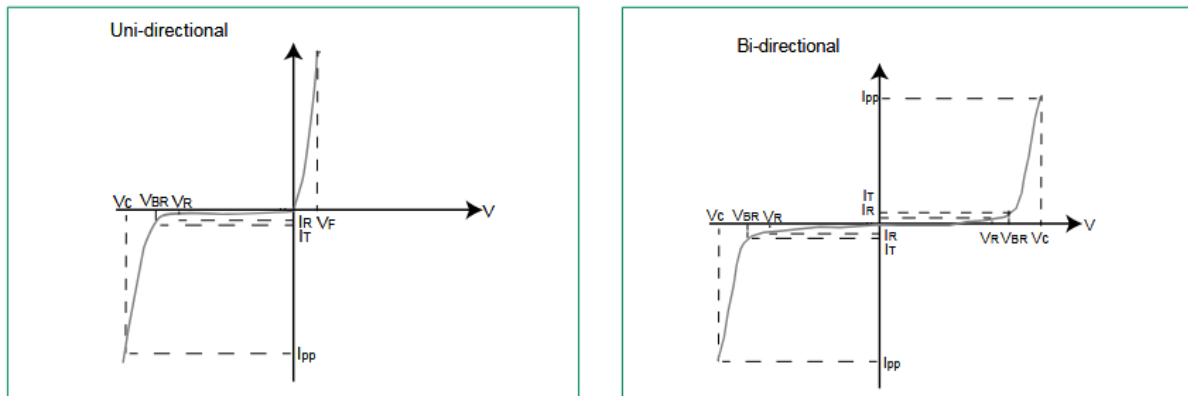 Uni-directional
Vc VBR VR
IR VF V
IT
Ipp
Bi-directional
Ipp
IT
IR
Vc VBR VR
VR VBR Vc V
IR
IT
Ipp